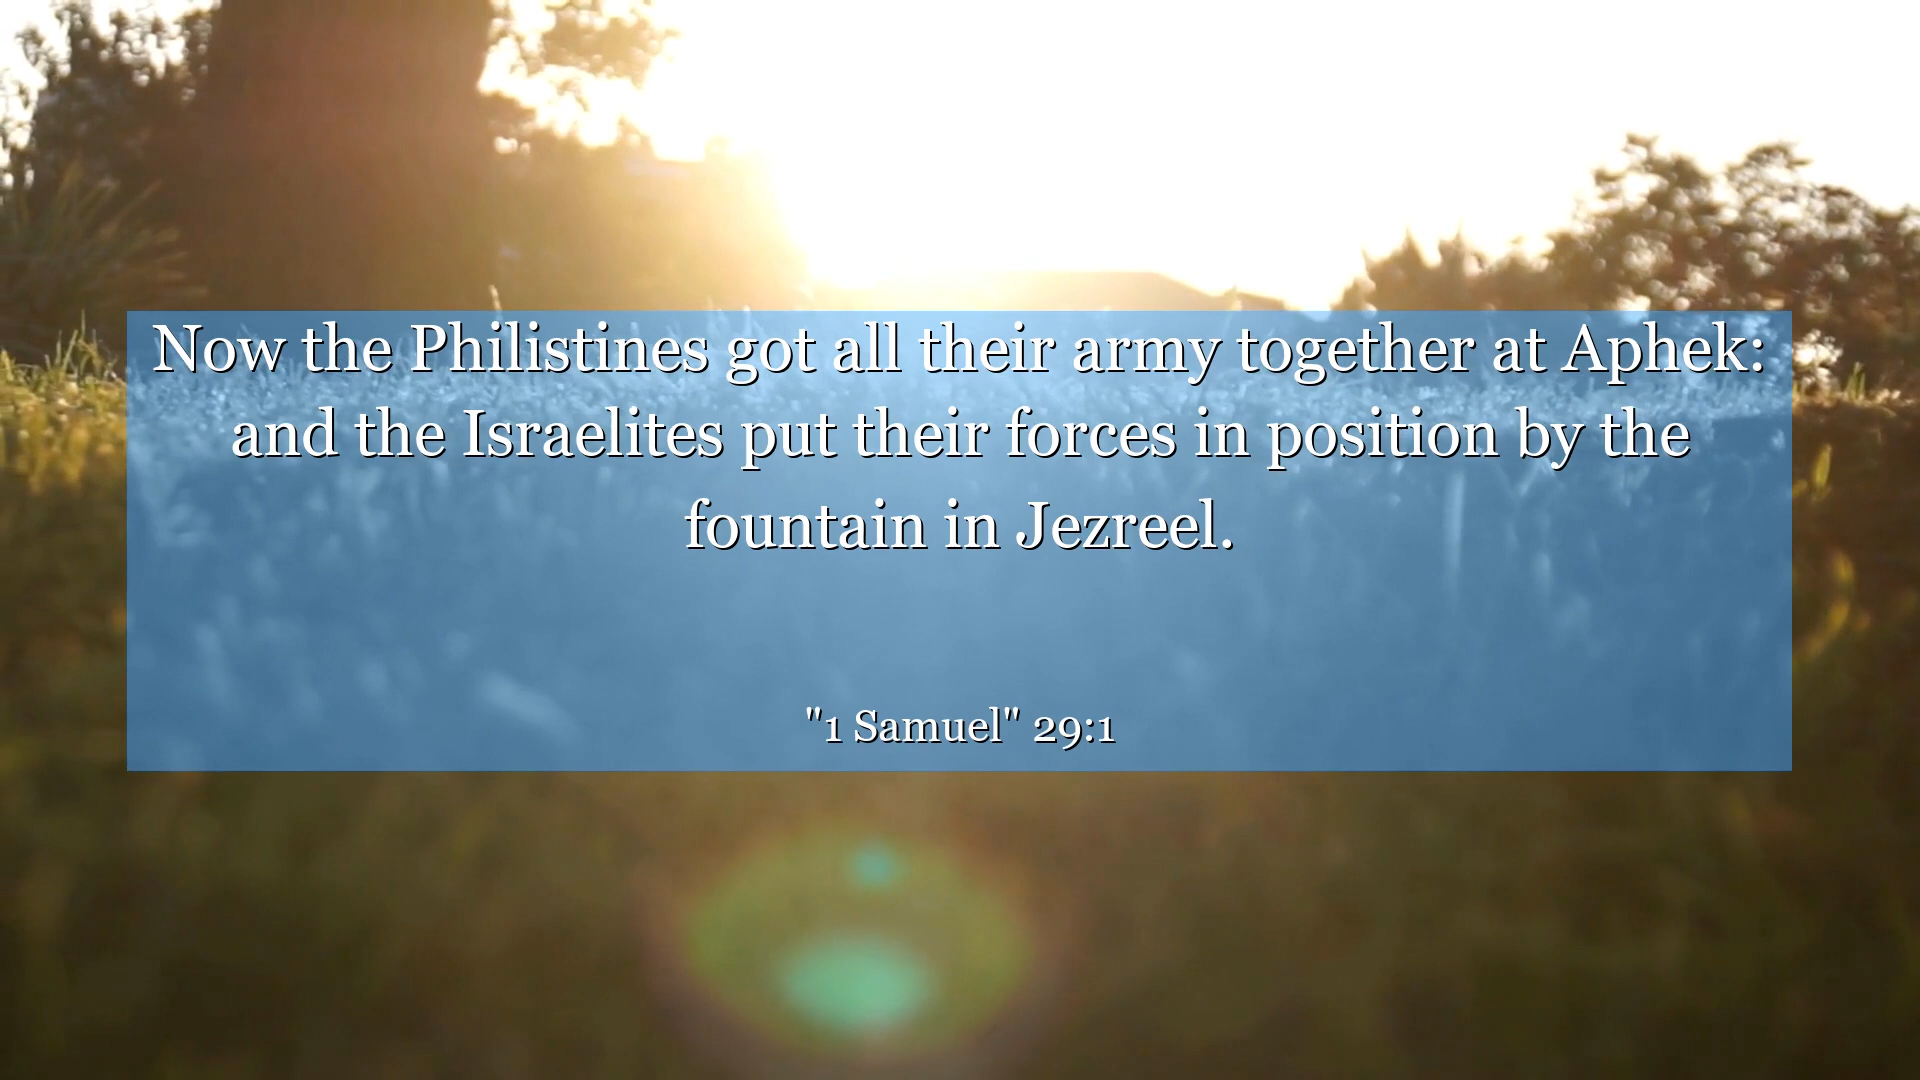 Now the Philistines got all their army together at Aphek:
and the Israelites put their forces in position by the
fountain in Jezreel.
"1 Samuel" 29:1